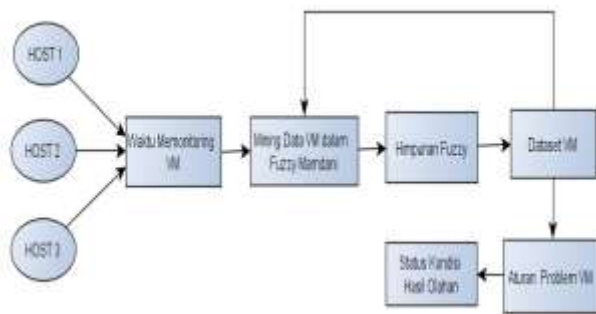 HOST 1
HOST 2
HOST 3
Waktu Memonitoring
VM
Mining Data VM dalam
Fuzzy Mamdani
Himpunan Fuzzy
Dataset VM
Aturan Problem VM
Status Kondisi
Hasil Olahan